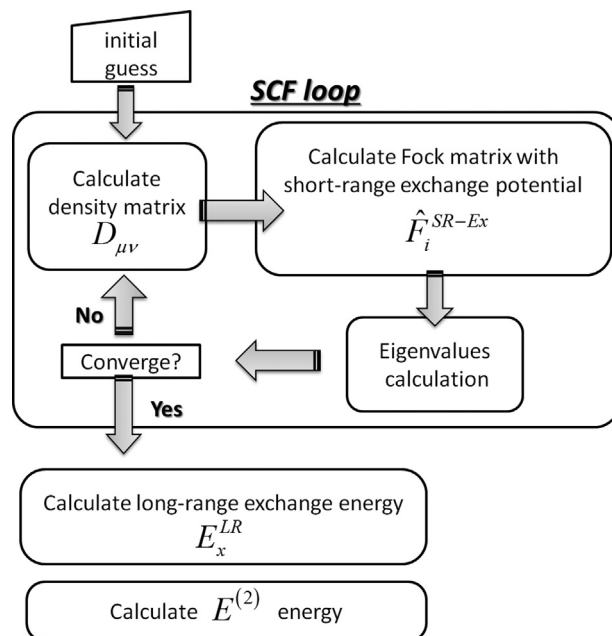 initial
guess
SCF loop
Calculate
density matrix
D_{μν}
Calculate Fock matrix with
short-range exchange potential
\hat{F}_i^{SR-Ex}
Eigenvalues
calculation
No
Converge?
Yes
Calculate long-range exchange energy
E_x^{LR}
Calculate E^{(2)} energy